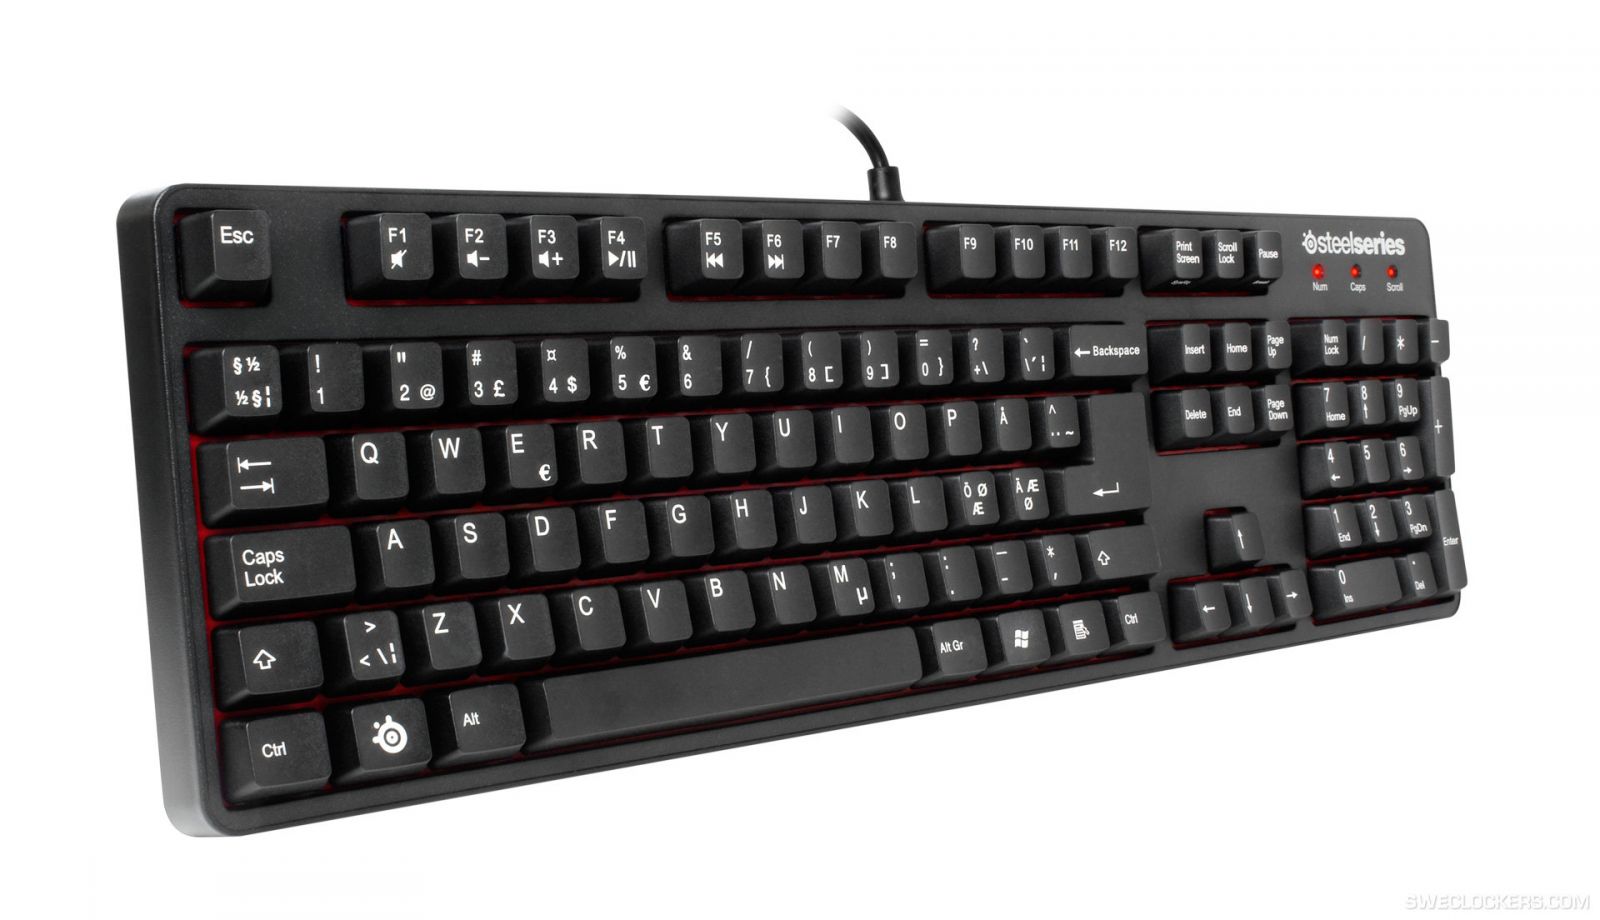 Esc F1 F2 F3 F4 F5 F6 F7 F8 F9 F10 F11 F12 Print Screen Scroll Lock Pause
steelseries
Num Caps Scroll
§ ½ ! " # ¤ % & / ( ) = ? ` Backspace Insert Home Page Up Num Lock / * -
½ § ¦ 1 2 @ 3 £ 4 $ 5 € 6 7 { 8 [ 9 ] 0 } + \ \ ´ ¦
Q W E € R T Y U I O P Å ^ ¨ ~ Delete End Page Down 7 Home 8 ↑ 9 PgUp +
Caps Lock A S D F G H J K L Ö Ø Æ Ä Æ Ø ↵ 4 ← 5 6 →
> < \ ¦ Z X C V B N M µ ; , : . _ - * ' ↑ 1 End 2 ↓ 3 PgDn Enter
Ctrl Alt Alt Gr Ctrl ← ↓ → 0 Ins . Del
SWECLOCKERS.COM